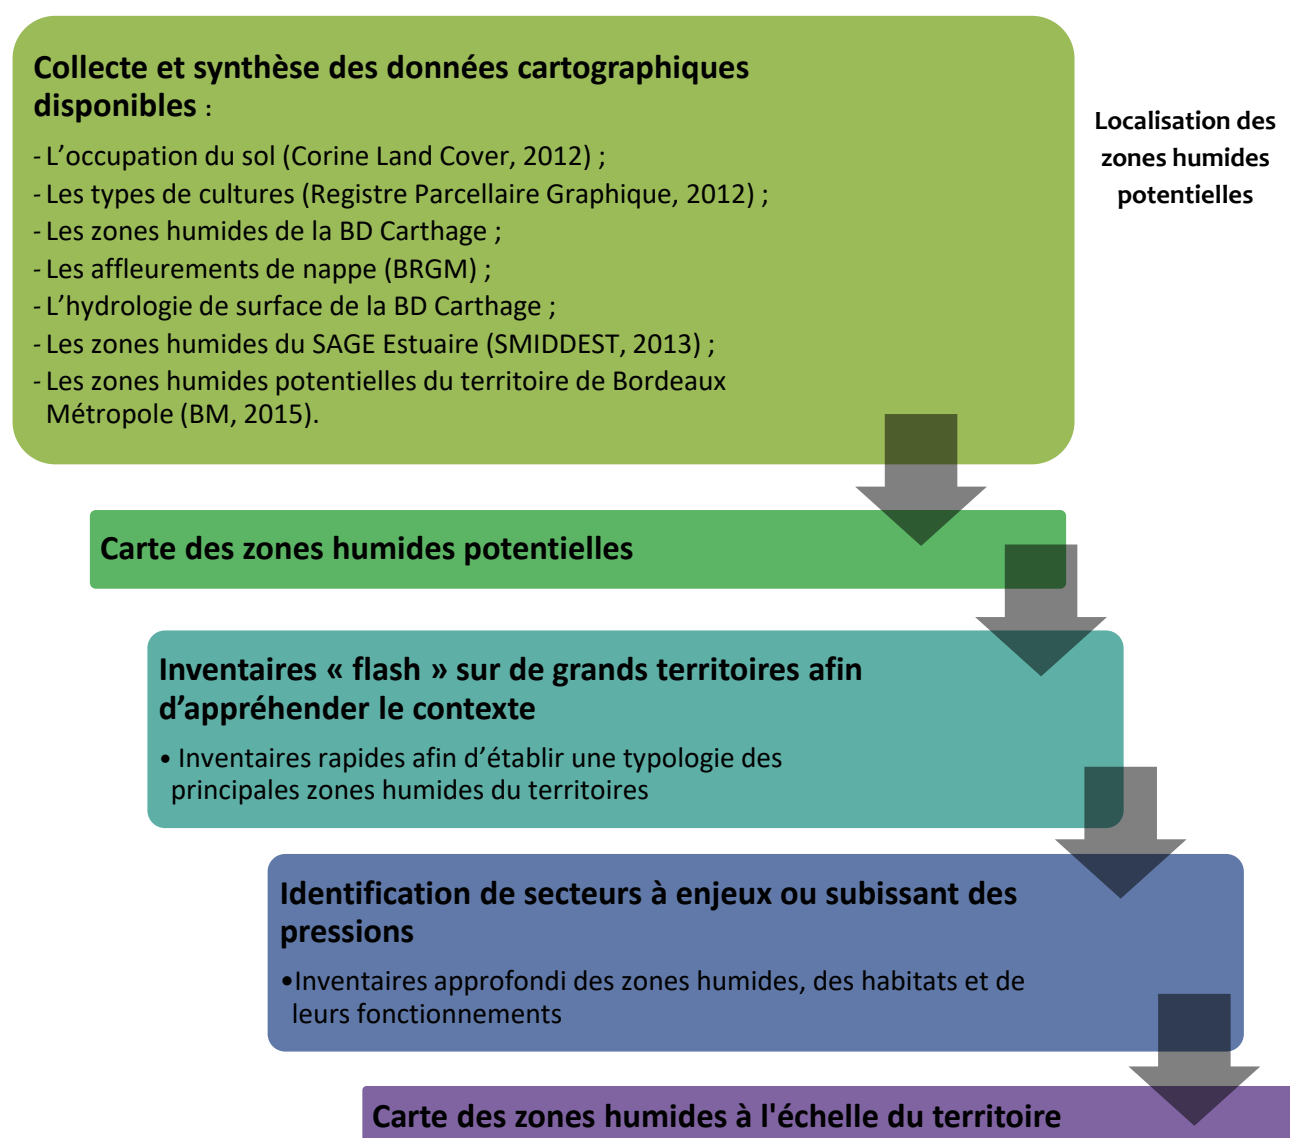 Collecte et synthèse des données cartographiques
disponibles :
- L’occupation du sol (Corine Land Cover, 2012) ;
- Les types de cultures (Registre Parcellaire Graphique, 2012) ;
- Les zones humides de la BD Carthage ;
- Les affleurements de nappe (BRGM) ;
- L’hydrologie de surface de la BD Carthage ;
- Les zones humides du SAGE Estuaire (SMIDDEST, 2013) ;
- Les zones humides potentielles du territoire de Bordeaux
Métropole (BM, 2015).
Localisation des
zones humides
potentielles
Carte des zones humides potentielles
Inventaires « flash » sur de grands territoires afin
d’appréhender le contexte
• Inventaires rapides afin d’établir une typologie des
principales zones humides du territoires
Identification de secteurs à enjeux ou subissant des
pressions
•Inventaires approfondi des zones humides, des habitats et de
leurs fonctionnements
Carte des zones humides à l'échelle du territoire